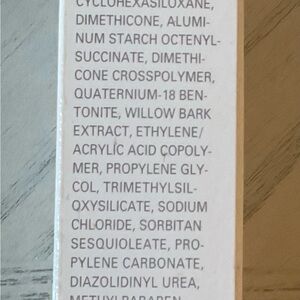 CYCLOHEXASILOXANE,
DIMETHICONE, ALUMI-
NUM STARCH OCTENYL-
SUCCINATE, DIMETHI-
CONE CROSSPOLYMER,
QUATERNIUM-18 BEN-
TONITE, WILLOW BARK
EXTRACT, ETHYLENE/
ACRYLIC ACID COPOLY-
MER, PROPYLENE GLY-
COL, TRIMETHYLSIL-
OXYSILICATE, SODIUM
CHLORIDE, SORBITAN
SESQUIOLEATE, PRO-
PYLENE CARBONATE,
DIAZOLIDINYL UREA,
METHYLPARABEN,